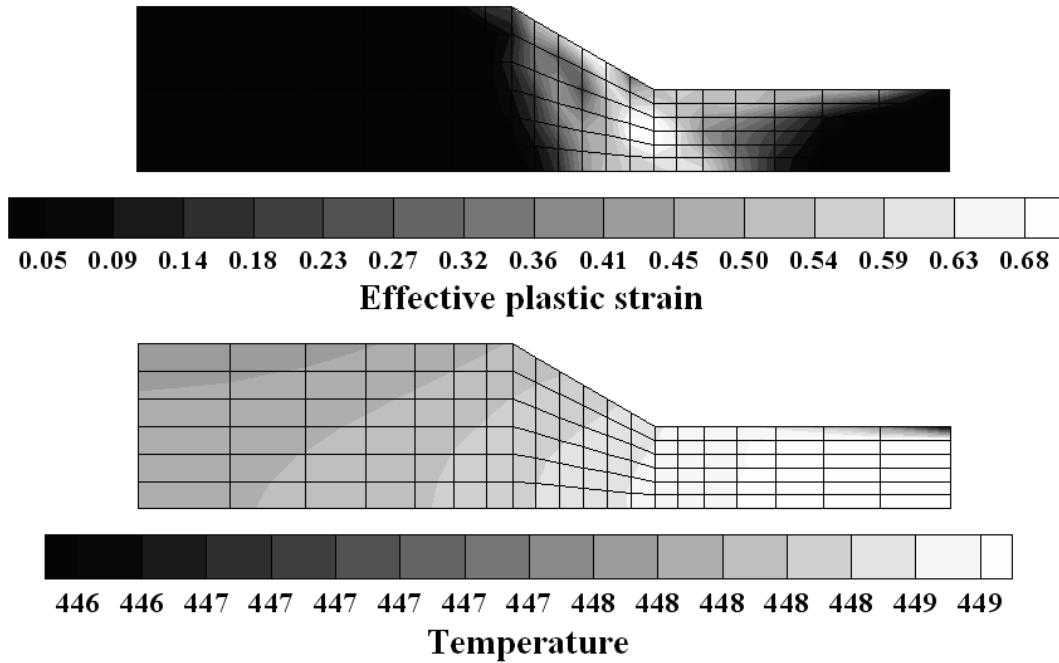 0.05 0.09 0.14 0.18 0.23 0.27 0.32 0.36 0.41 0.45 0.50 0.54 0.59 0.63 0.68
Effective plastic strain
446 446 447 447 447 447 447 447 448 448 448 448 448 449 449
Temperature